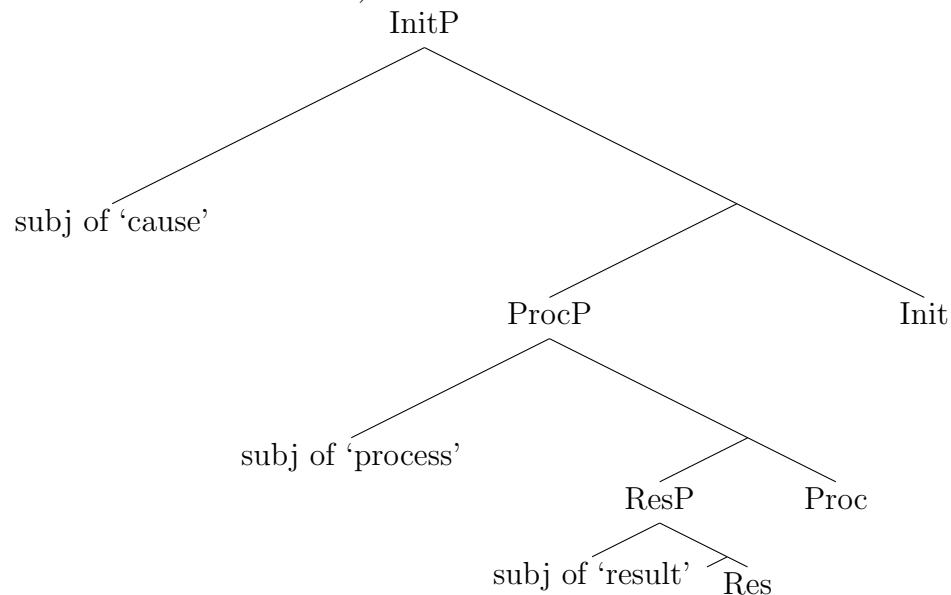 InitP
subj of ‘cause’
ProcP
Init
subj of ‘process’
ResP
Proc
subj of ‘result’
Res